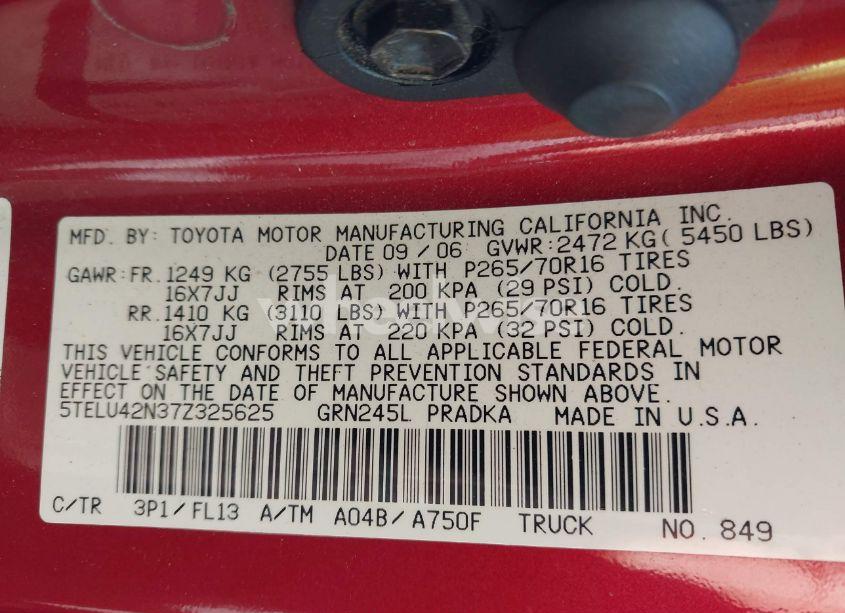 MFD. BY: TOYOTA MOTOR MANUFACTURING CALIFORNIA INC.
DATE 09 / 06 GVWR: 2472 KG ( 5450 LBS)
GAWR: FR. 1249 KG (2755 LBS) WITH P265/70R16 TIRES
16X7JJ RIMS AT 200 KPA (29 PSI) COLD.
RR. 1410 KG (3110 LBS) WITH P265/70R16 TIRES
16X7JJ RIMS AT 220 KPA (32 PSI) COLD.
THIS VEHICLE CONFORMS TO ALL APPLICABLE FEDERAL MOTOR
VEHICLE SAFETY AND THEFT PREVENTION STANDARDS IN
EFFECT ON THE DATE OF MANUFACTURE SHOWN ABOVE.
5TELU42N37Z325625 GRN245L PRADKA MADE IN U.S.A.
C/TR 3P1/FL13 A/TM A04B/A750F TRUCK NO. 849